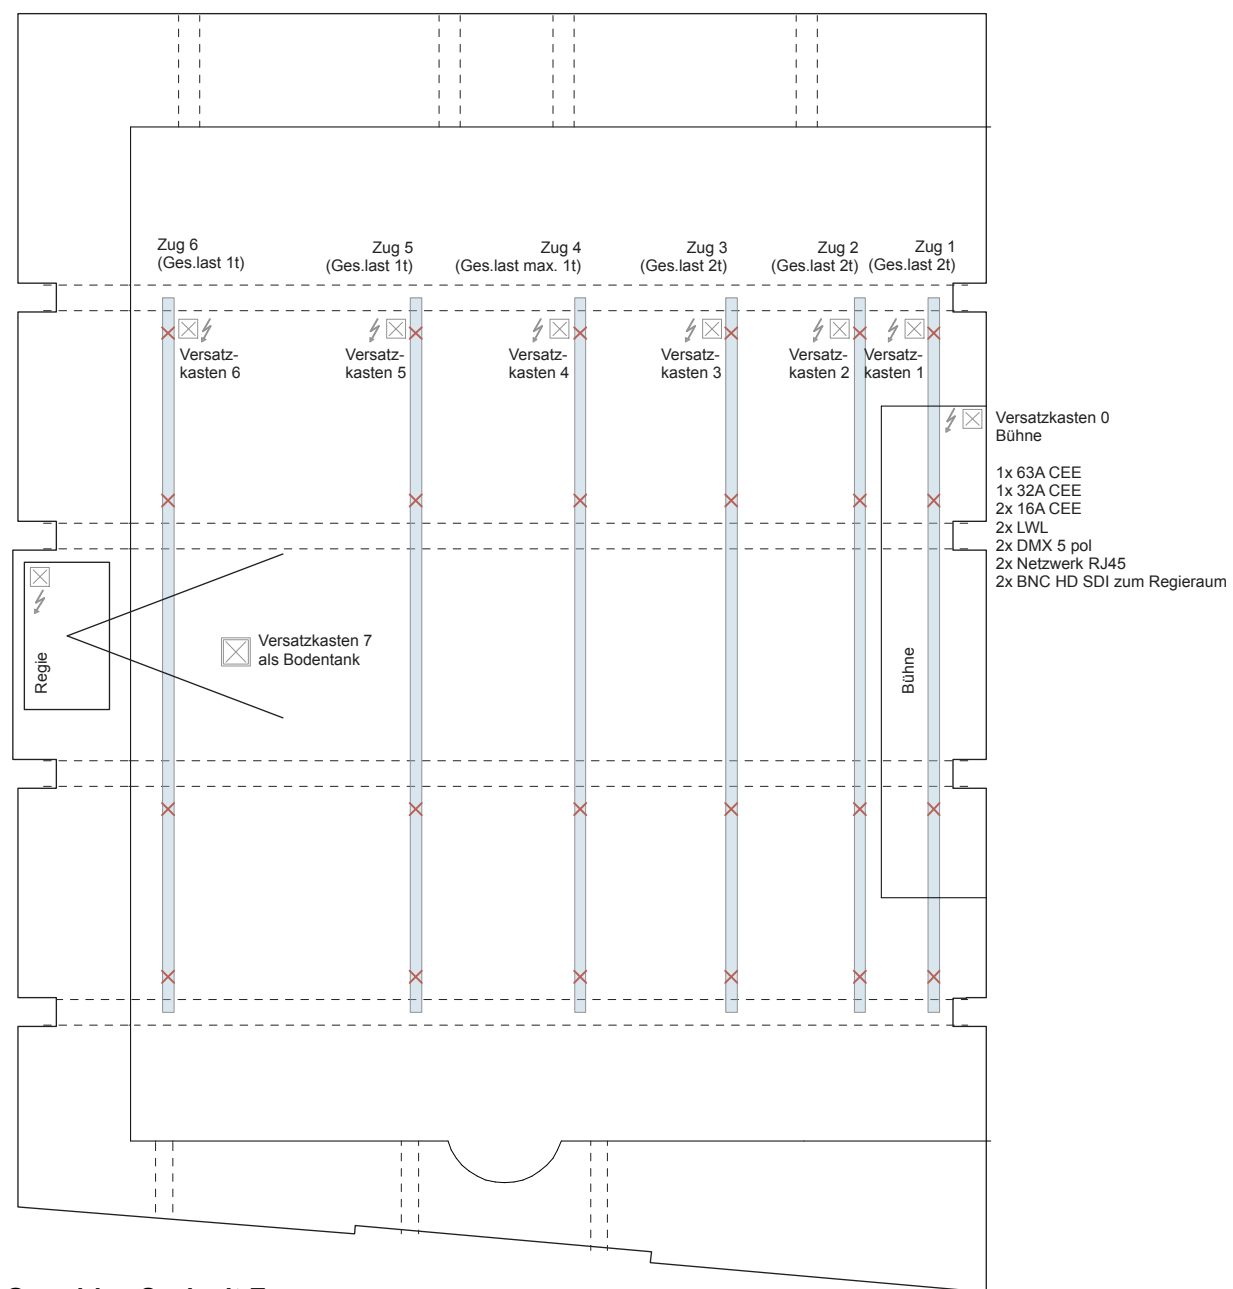 Zug 6
(Ges.last 1t)
Zug 5
(Ges.last 1t)
Zug 4
(Ges.last max. 1t)
Zug 3
(Ges.last 2t)
Zug 2
(Ges.last 2t)
Zug 1
(Ges.last 2t)
Versatz-
kasten 6
Versatz-
kasten 5
Versatz-
kasten 4
Versatz-
kasten 3
Versatz-
kasten 2
Versatz-
kasten 1
Versatzkasten 0
Bühne
1x 63A CEE
1x 32A CEE
2x 16A CEE
2x LWL
2x DMX 5 pol
2x Netzwerk RJ45
2x BNC HD SDI zum Regieraum
Regie
Versatzkasten 7
als Bodentank
Bühne